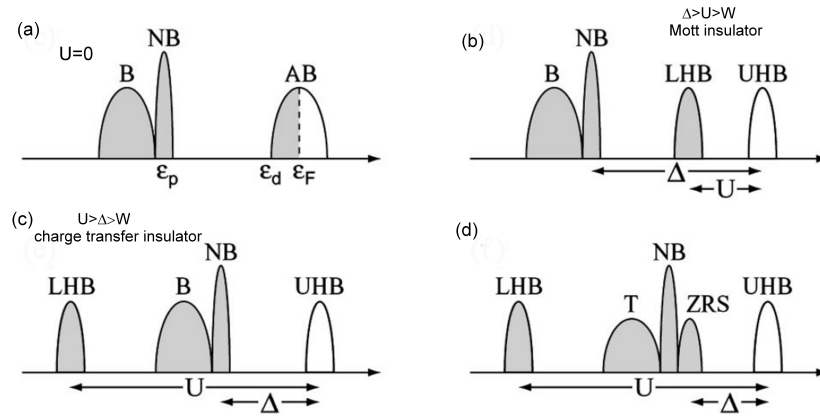 (a)
U=0
B
NB
AB
εp
εd
εF
(b)
Δ>U>W
Mott insulator
B
NB
LHB
UHB
Δ
U
(c)
U>Δ>W
charge transfer insulator
LHB
B
NB
UHB
U
Δ
(d)
LHB
T
NB
ZRS
UHB
U
Δ